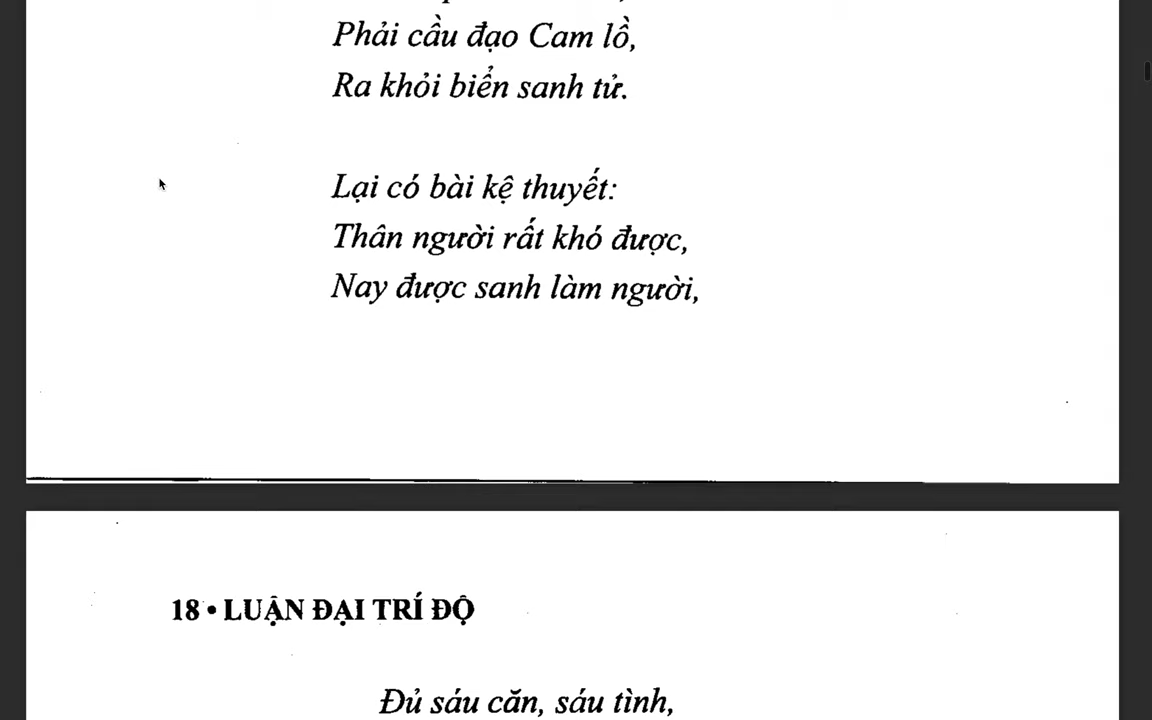 Phải cầu đạo Cam lồ,
Ra khỏi biển sanh tử.
Lại có bài kệ thuyết:
Thân người rất khó được,
Nay được sanh làm người,
18 • LUẬN ĐẠI TRÍ ĐỘ
Đủ sáu căn, sáu tình,